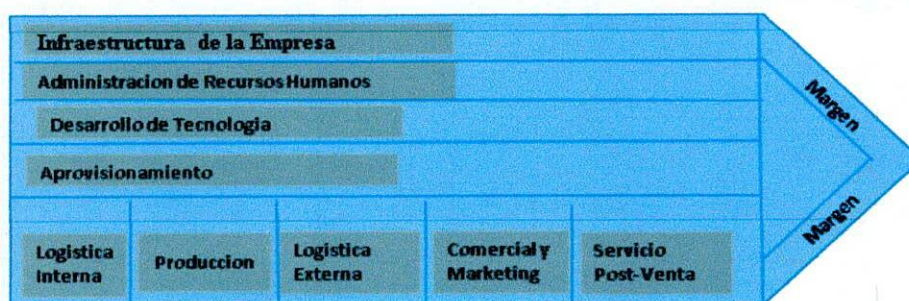 Infraestructura de la Empresa
Administracion de Recursos Humanos
Desarrollo de Tecnologia
Aprovisionamiento
Margen
Margen
Logistica
Interna
Produccion
Logistica
Externa
Comercial y
Marketing
Servicio
Post-Venta